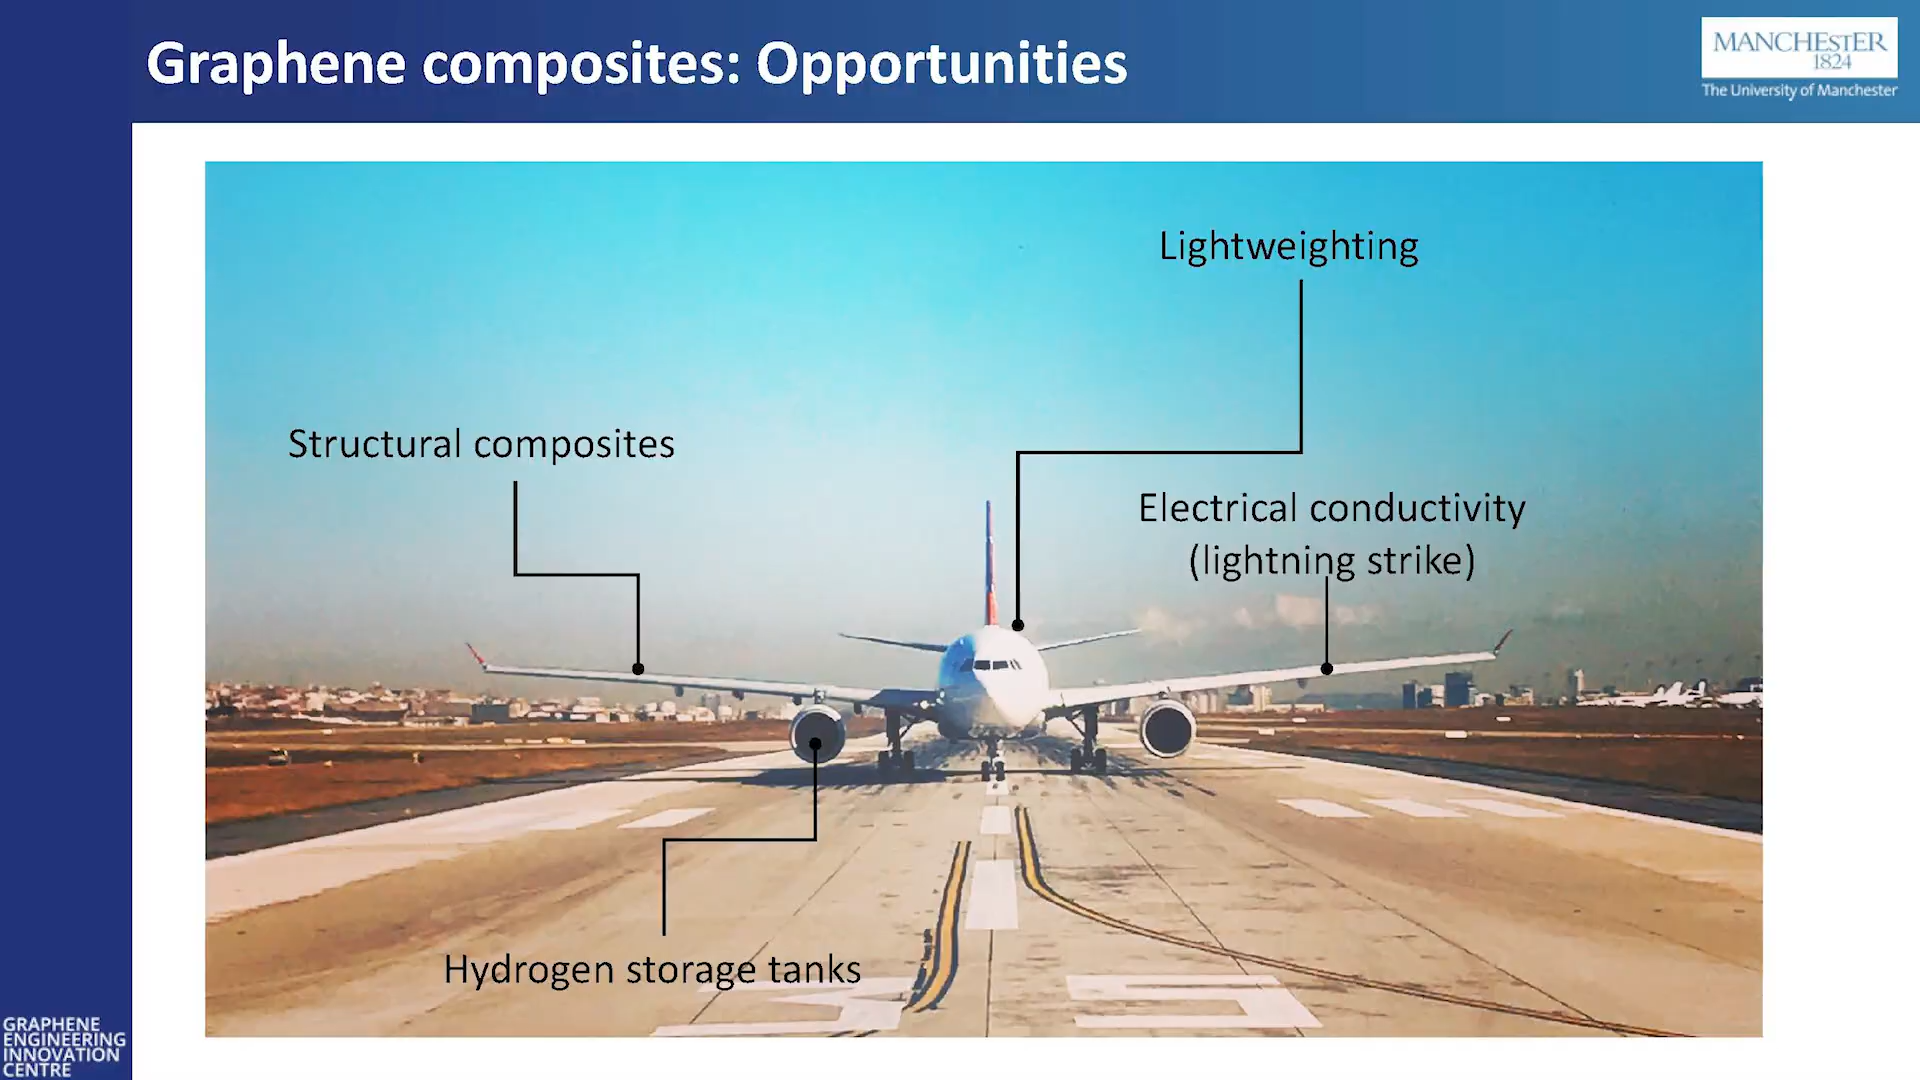 Graphene composites: Opportunities
MANCHESTER
1824
The University of Manchester
Lightweighting
Structural composites
Electrical conductivity
(lightning strike)
Hydrogen storage tanks
35
GRAPHENE
ENGINEERING
INNOVATION
CENTRE